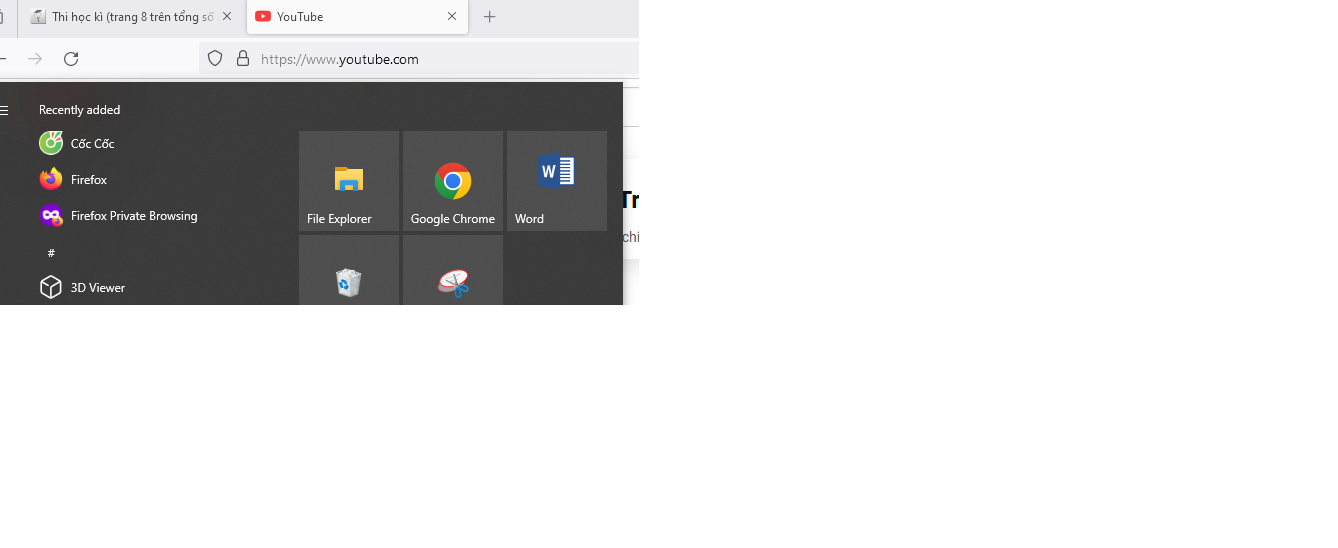 Thi học kì (trang 8 trên tổng số
YouTube
https://www.youtube.com
Recently added
Cốc Cốc
Firefox
Firefox Private Browsing
#
3D Viewer
File Explorer
Google Chrome
Word
Tr
chi